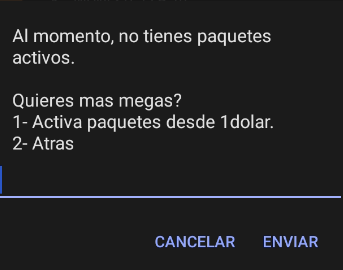 Al momento, no tienes paquetes
activos.
Quieres mas megas?
1- Activa paquetes desde 1dolar.
2- Atras
CANCELAR ENVIAR